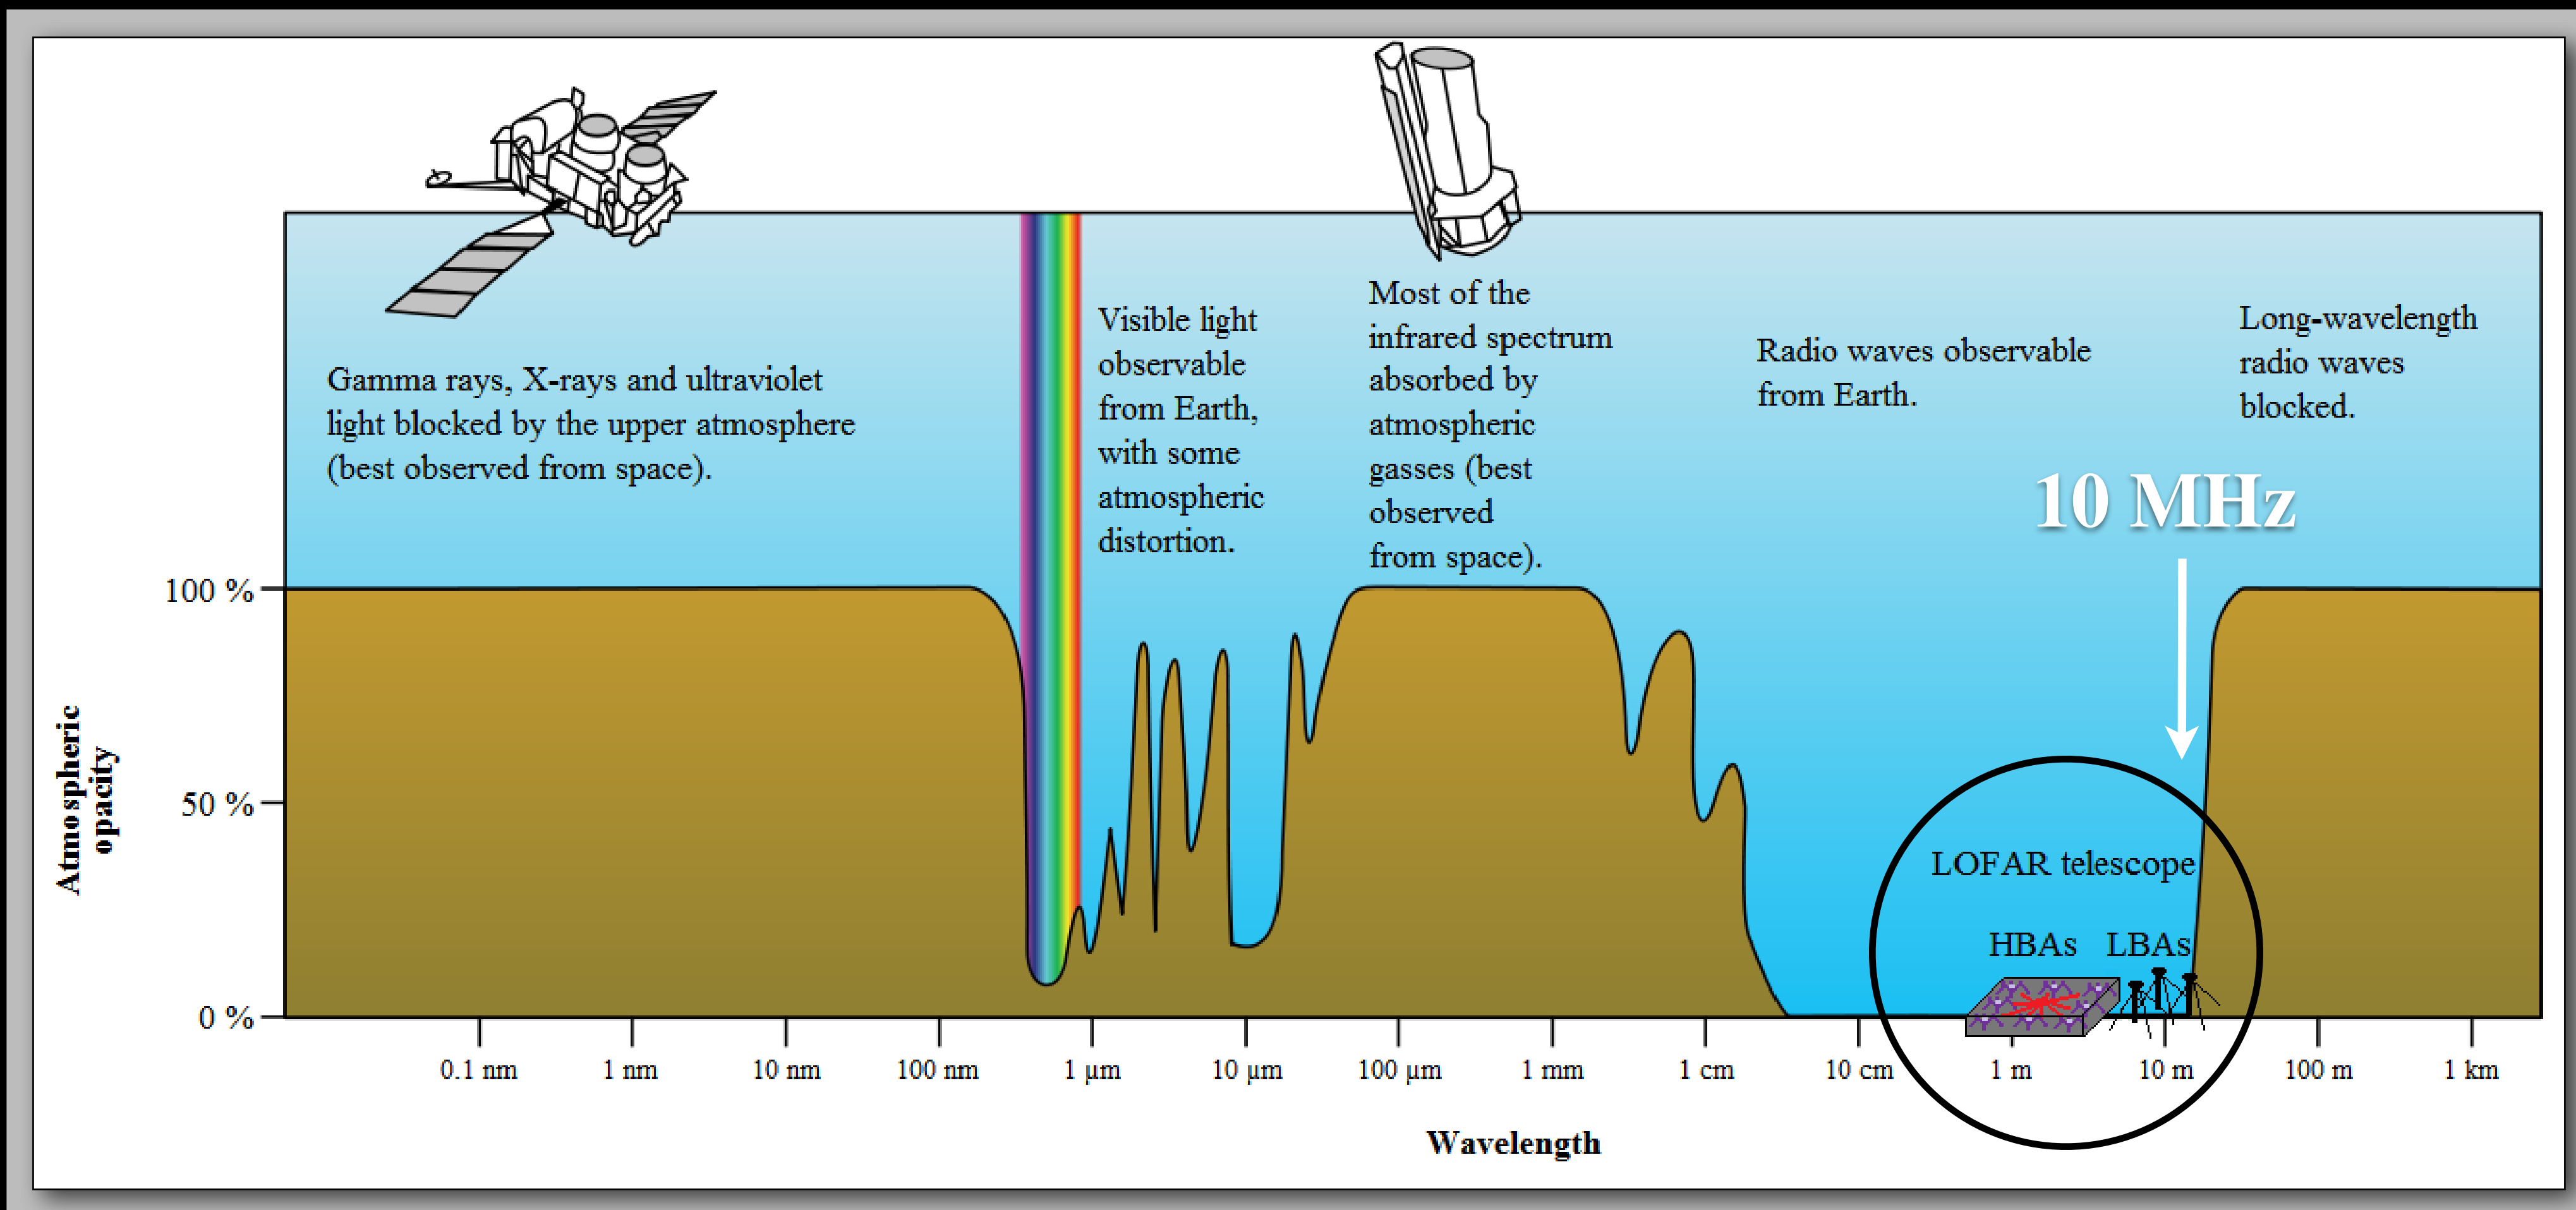 Gamma rays, X-rays and ultraviolet
light blocked by the upper atmosphere
(best observed from space).
Visible light
observable
from Earth,
with some
atmospheric
distortion.
Most of the
infrared spectrum
absorbed by
atmospheric
gasses (best
observed
from space).
Radio waves observable
from Earth.
Long-wavelength
radio waves
blocked.
10 MHz
LOFAR telescope
HBAs
LBAs
Atmospheric
opacity
100 %
50 %
0 %
0.1 nm
1 nm
10 nm
100 nm
1 µm
10 µm
100 µm
1 mm
1 cm
10 cm
1 m
10 m
100 m
1 km
Wavelength